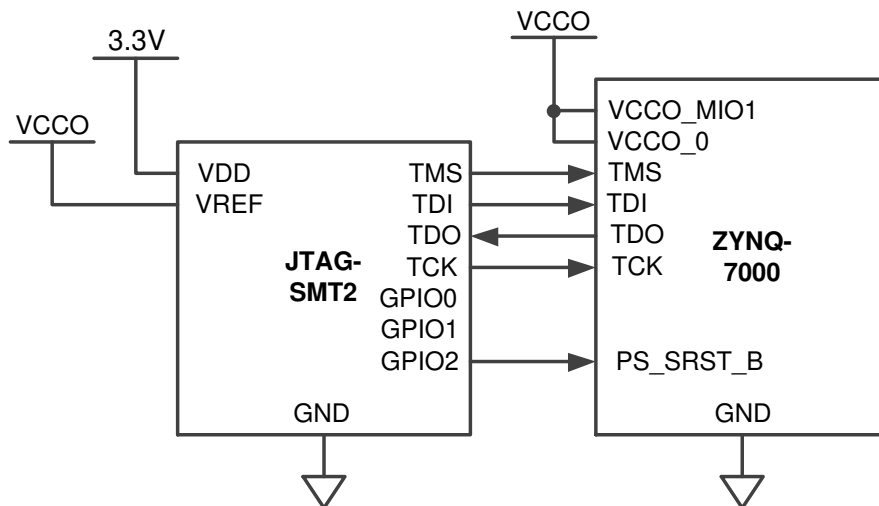 VCCO
3.3V
VCCO
VCCO_MIO1
VCCO_0
VDD
TMS
TMS
VREF
TDI
TDI
TDO
TDO
JTAG-
SMT2
ZYNQ-
7000
TCK
TCK
GPIO0
GPIO1
GPIO2
PS_SRST_B
GND
GND